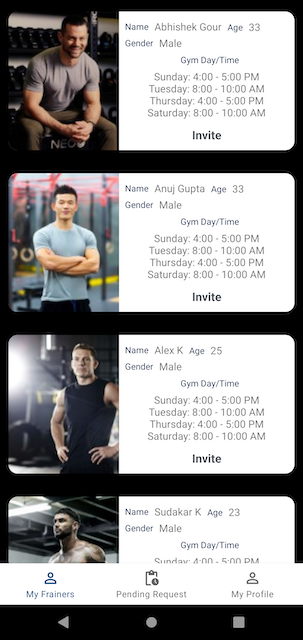 Name Abhishek Gour Age 33
Gender Male
Gym Day/Time
Sunday: 4:00 - 5:00 PM
Tuesday: 8:00 - 10:00 AM
Thursday: 4:00 - 5:00 PM
Saturday: 8:00 - 10:00 AM
Invite
NEO
Name Anuj Gupta Age 33
Gender Male
Gym Day/Time
Sunday: 4:00 - 5:00 PM
Tuesday: 8:00 - 10:00 AM
Thursday: 4:00 - 5:00 PM
Saturday: 8:00 - 10:00 AM
Invite
Name Alex K Age 25
Gender Male
Gym Day/Time
Sunday: 4:00 - 5:00 PM
Tuesday: 8:00 - 10:00 AM
Thursday: 4:00 - 5:00 PM
Saturday: 8:00 - 10:00 AM
Invite
Name Sudakar K Age 23
Gender Male
Gym Day/Time
Sunday: 4:00 - 5:00 PM
My Frainers
Pending Request
My Profile